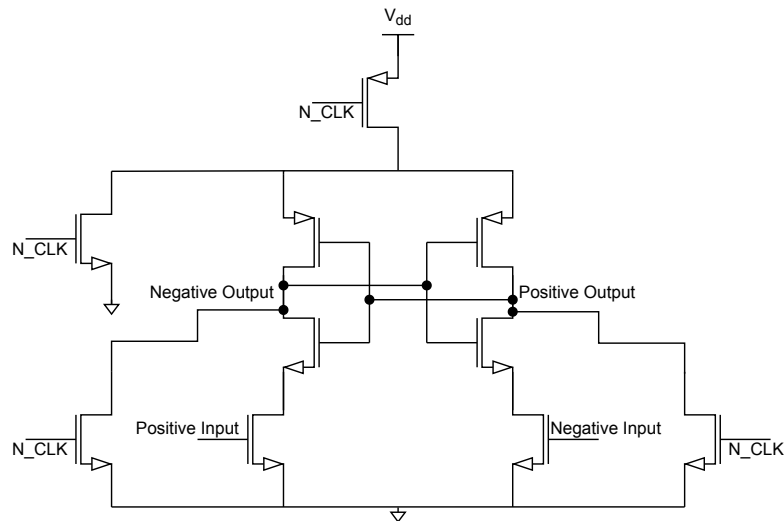 Vdd
N_CLK
N_CLK
Negative Output
Positive Output
Positive Input
Negative Input
N_CLK
N_CLK